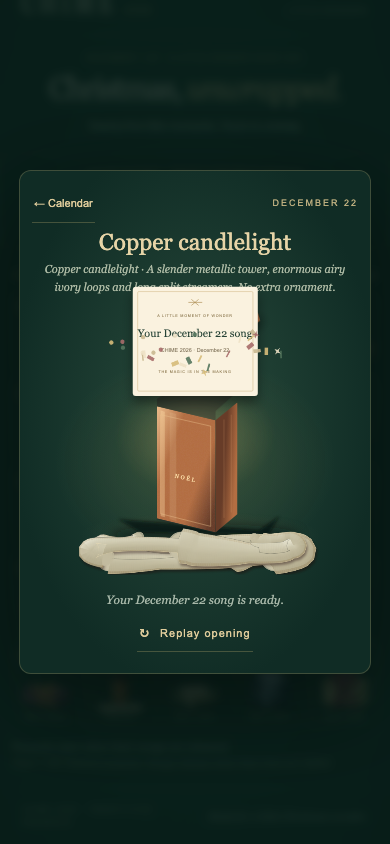 ← Calendar
DECEMBER 22
Copper candlelight
Copper candlelight · A slender metallic tower, enormous airy
ivory loops and long split streamers. No extra ornament.
A LITTLE MOMENT OF WONDER
Your December 22 song
CHIME 2026 · December 22
THE MAGIC IS IN THE MAKING
NOËL
Your December 22 song is ready.
↻ Replay opening